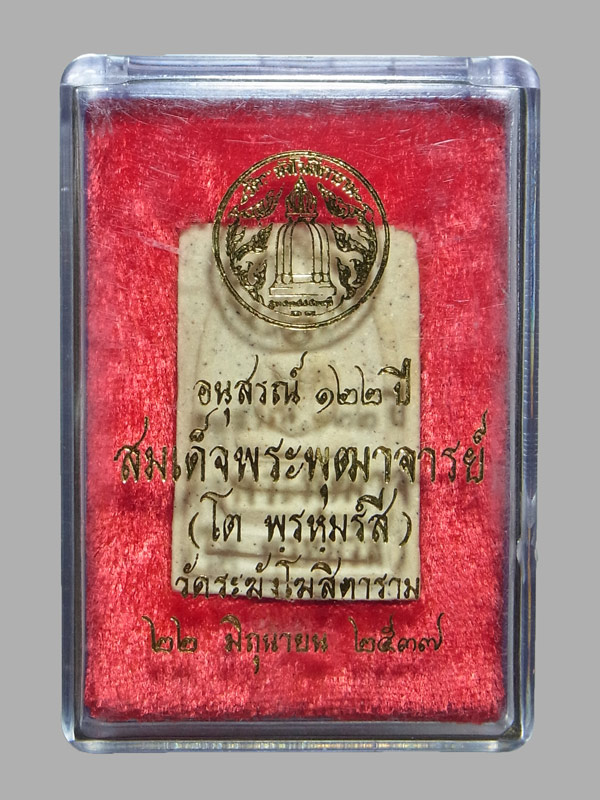 อนุสรณ์ ๑๒๒ ปี
สมเด็จพระพุฒาจารย์
(โต พฺรหฺมรํสี)
วัดระฆังโฆสิตาราม
๒๒ มิถุนายน ๒๕๓๗